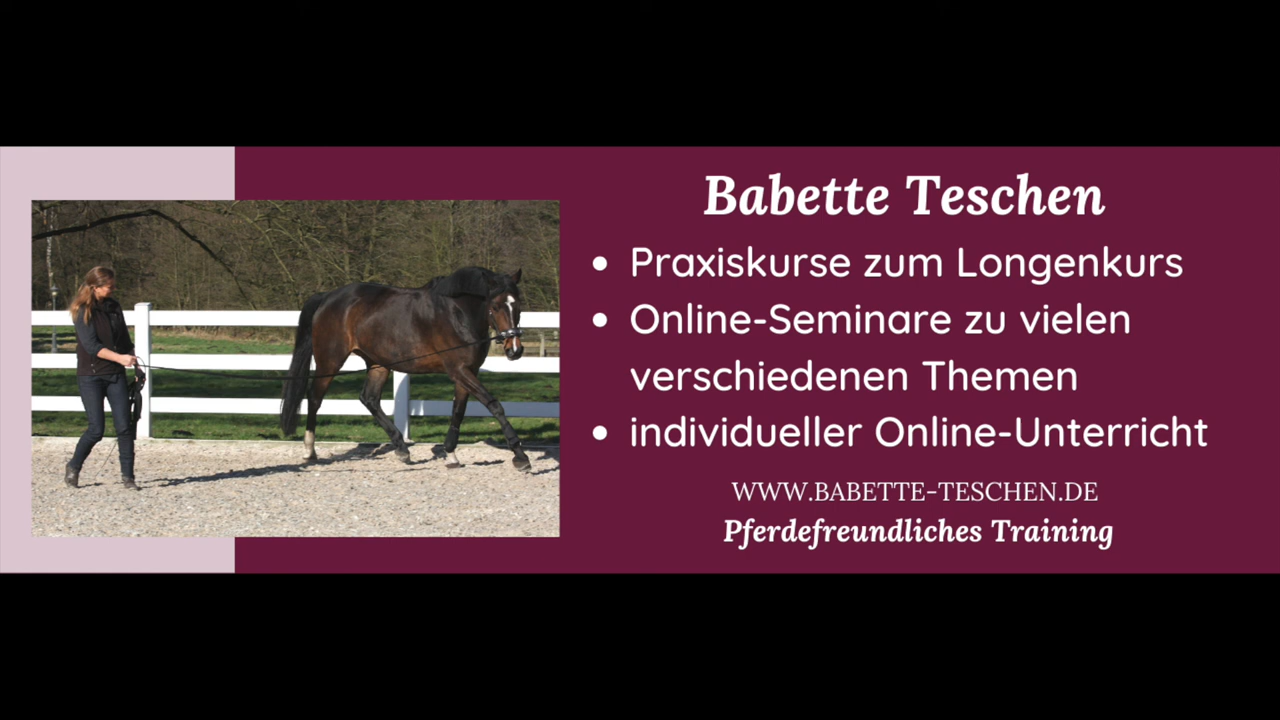 Babette Teschen
• Praxiskurse zum Longenkurs
• Online-Seminare zu vielen
verschiedenen Themen
• individueller Online-Unterricht
WWW.BABETTE-TESCHEN.DE
Pferdefreundliches Training